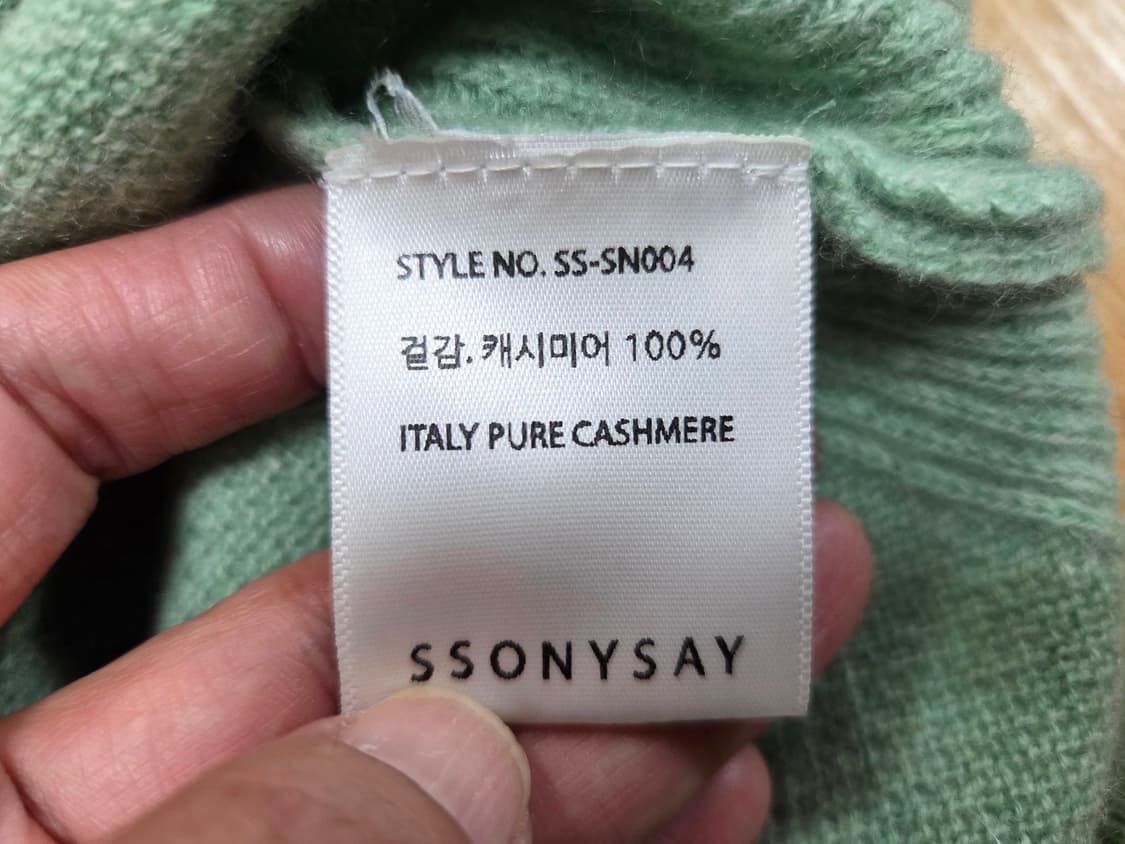 STYLE NO. SS-SN004
겉감. 캐시미어 100%
ITALY PURE CASHMERE
SSONYSAY